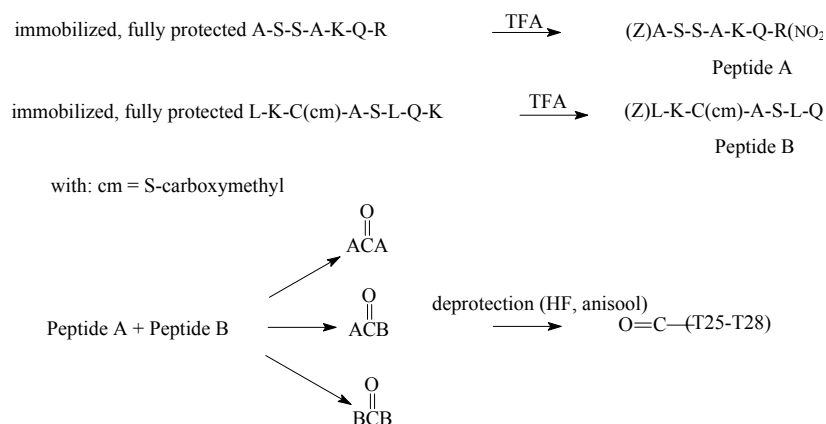 immobilized, fully protected A-S-S-A-K-Q-R TFA (Z)A-S-S-A-K-Q-R(NO2
Peptide A
immobilized, fully protected L-K-C(cm)-A-S-L-Q-K TFA (Z)L-K-C(cm)-A-S-L-Q
Peptide B
with: cm = S-carboxymethyl
O
ACA
Peptide A + Peptide B
O
ACB
deprotection (HF, anisool)
O=C (T25-T28)
O
BCB